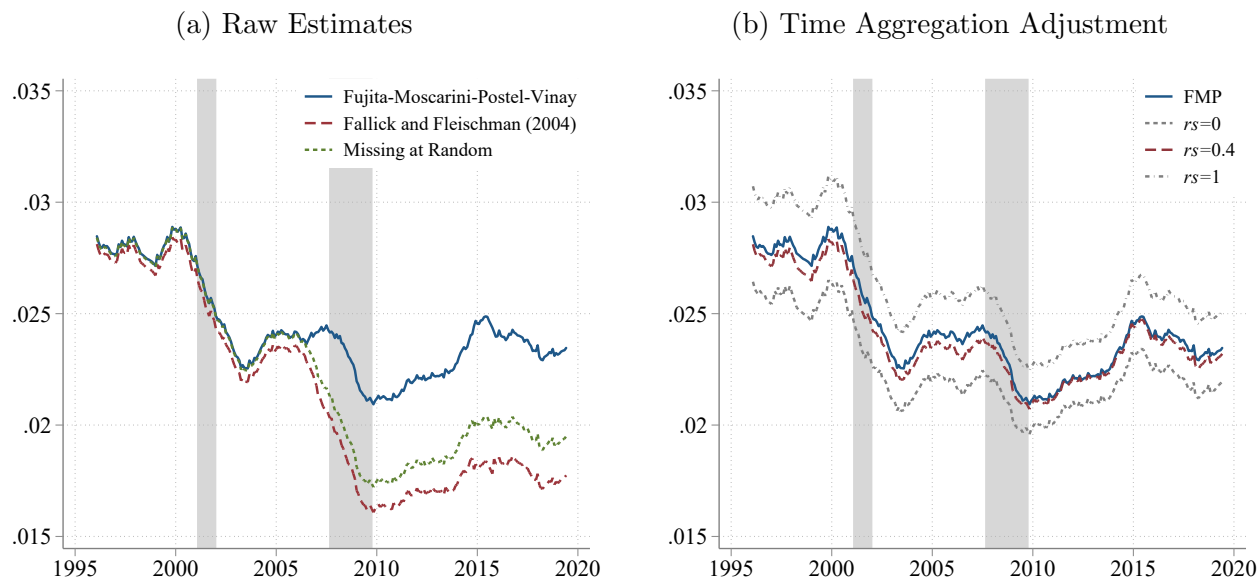 (a) Raw Estimates
.035
.03
.025
.02
.015
1995 2000 2005 2010 2015 2020
Fujita-Moscarini-Postel-Vinay
Fallick and Fleischman (2004)
Missing at Random
(b) Time Aggregation Adjustment
.035
.03
.025
.02
.015
1995 2000 2005 2010 2015 2020
FMP
rs=0
rs=0.4
rs=1